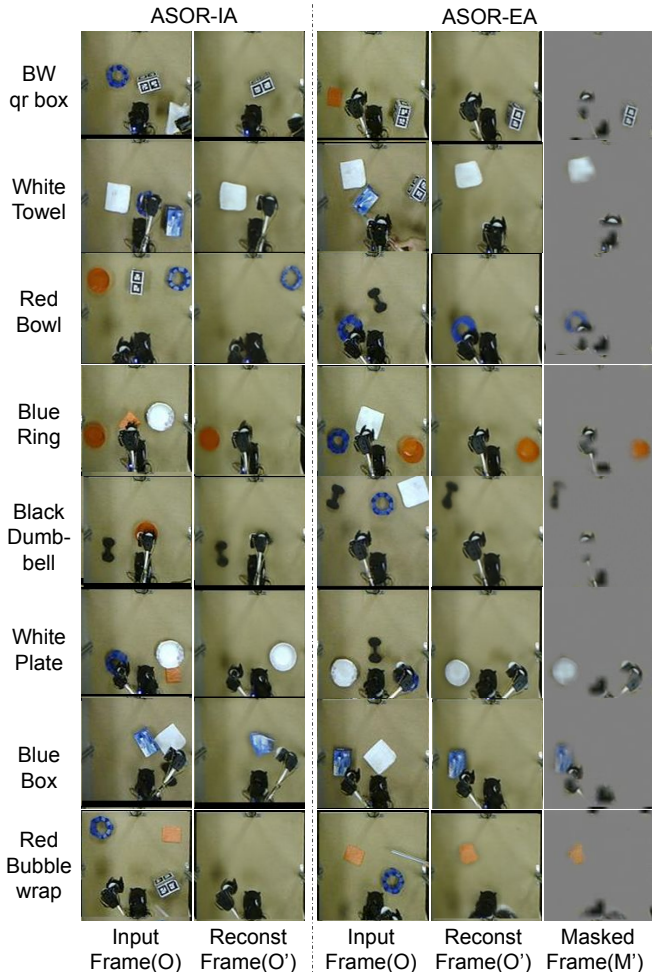 ASOR-IA ASOR-EA
BW
qr box
White
Towel
Red
Bowl
Blue
Ring
Black
Dumb-
bell
White
Plate
Blue
Box
Red
Bubble
wrap
Input Reconst Input Reconst Masked
Frame(O) Frame(O') Frame(O) Frame(O') Frame(M')